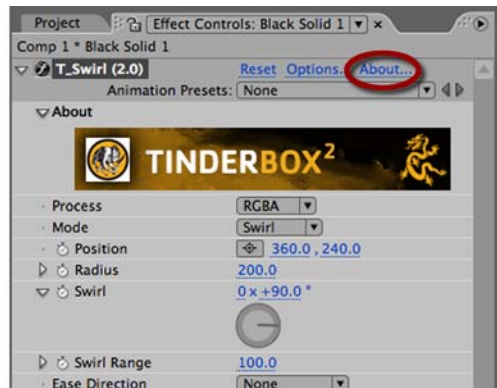 Project Effect Controls: Black Solid 1 ×
Comp 1 * Black Solid 1
T_Swirl (2.0) Reset Options... About...
Animation Presets: None
About
TINDERBOX²
Process RGBA
Mode Swirl
Position 360.0 , 240.0
Radius 200.0
Swirl 0 x +90.0 °
Swirl Range 100.0
Ease Direction None